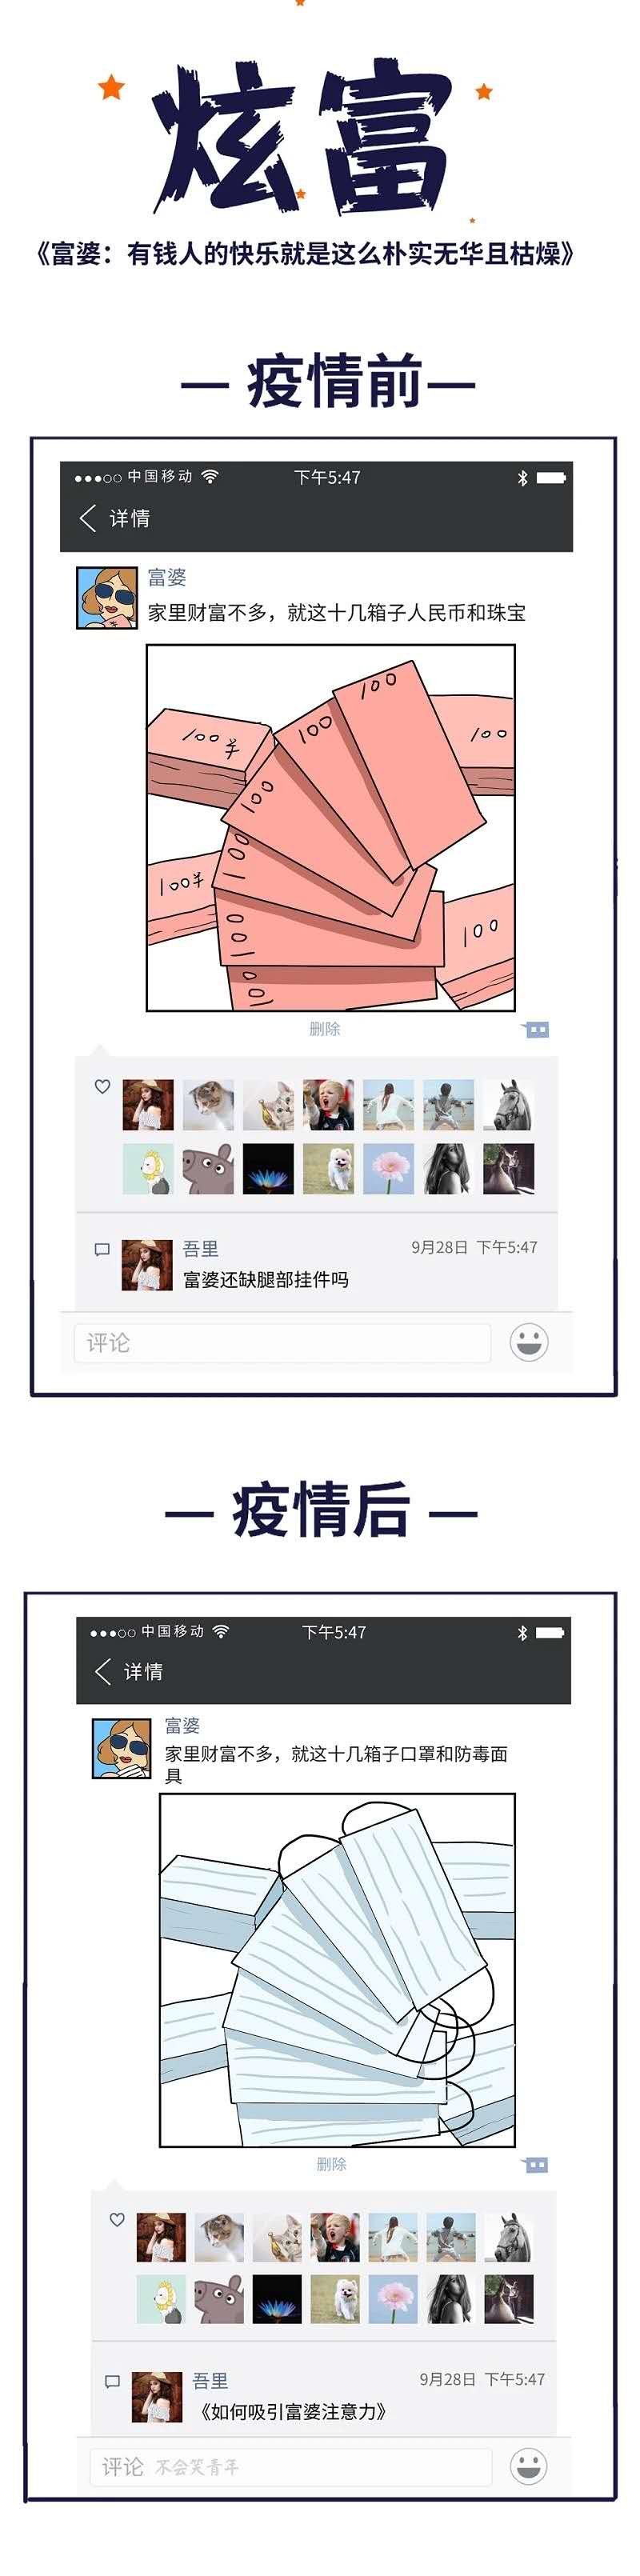 炫富
《富婆：有钱人的快乐就是这么朴实无华且枯燥》
— 疫情前 —
中国移动 下午5:47
详情
富婆
家里财富不多，就这十几箱子人民币和珠宝
100
100
100
100¥
100
100
100¥
100
100
00
删除
吾里 9月28日 下午5:47
富婆还缺腿部挂件吗
评论
— 疫情后 —
中国移动 下午5:47
详情
富婆
家里财富不多，就这十几箱子口罩和防毒面
具
删除
吾里 9月28日 下午5:47
《如何吸引富婆注意力》
评论 不会笑青年